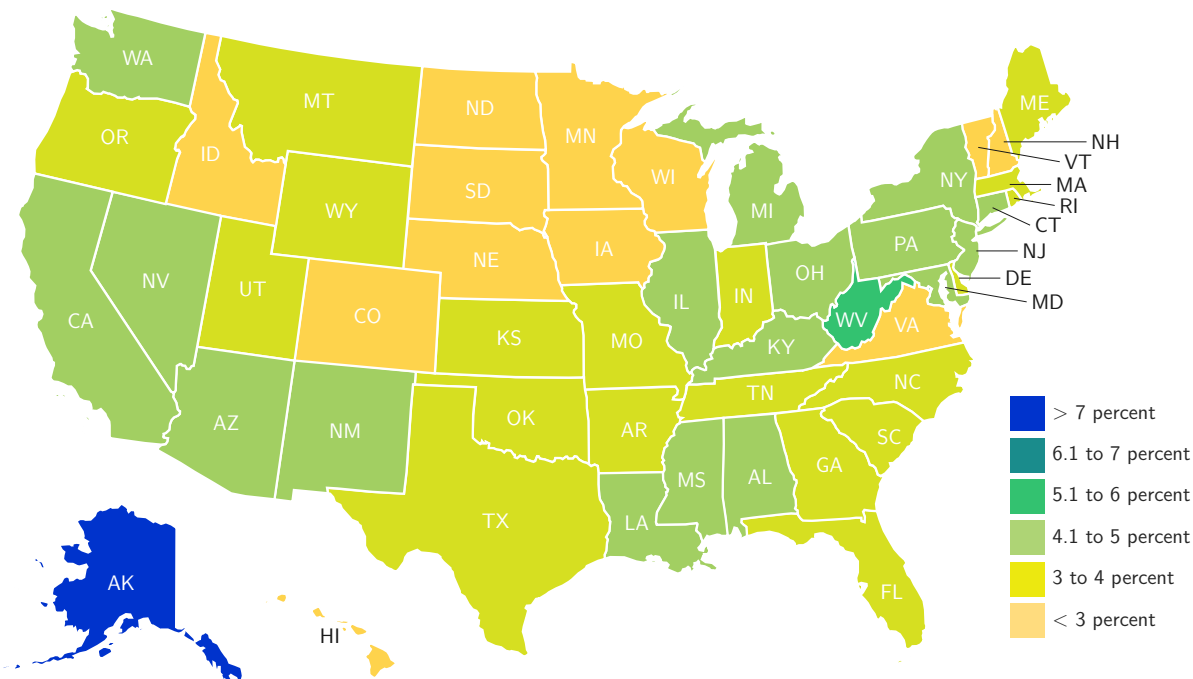 WA
MT
ND
MN
ME
OR
ID
SD
WI
NH
VT
NY
MA
RI
WY
MI
CT
PA
NJ
IA
NE
OH
DE
NV
UT
IN
IL
MD
CA
CO
WV
VA
KS
MO
KY
NC
TN
OK
AZ
NM
AR
SC
GA
MS
AL
TX
LA
AK
FL
HI
> 7 percent
6.1 to 7 percent
5.1 to 6 percent
4.1 to 5 percent
3 to 4 percent
< 3 percent